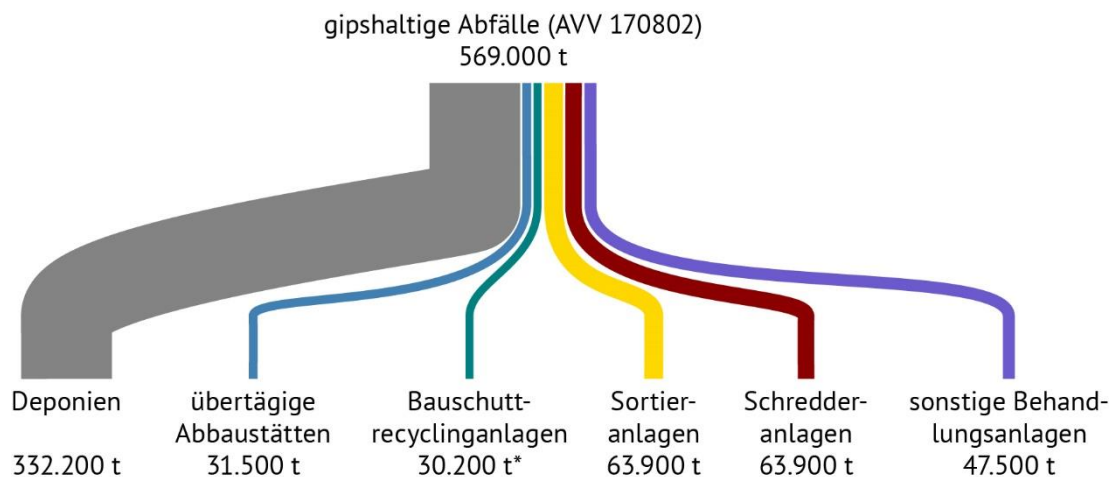 gipshaltige Abfälle (AVV 170802)
569.000 t
Deponien
332.200 t
übertägige
Abbaustätten
31.500 t
Bauschutt-
recyclinganlagen
30.200 t*
Sortier-
anlagen
63.900 t
Schredder-
anlagen
63.900 t
sonstige Behand-
lungsanlagen
47.500 t